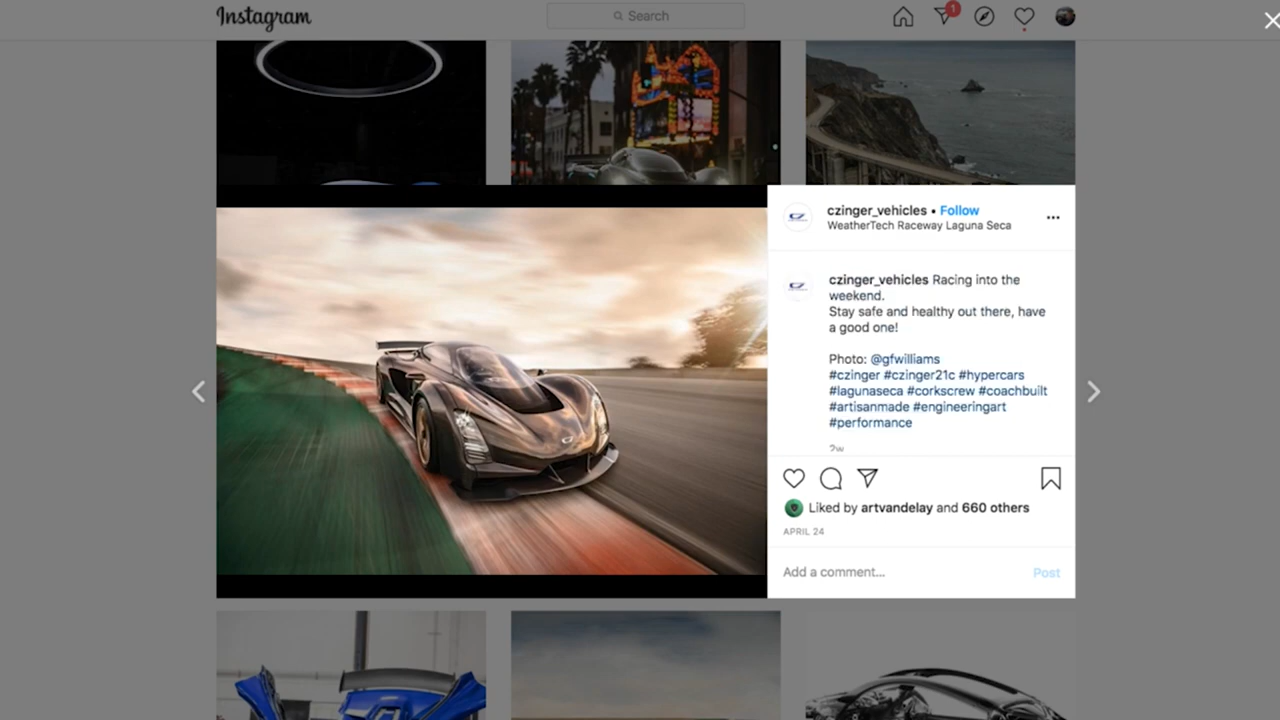 Instagram
Search
1
czinger_vehicles • Follow
WeatherTech Raceway Laguna Seca
czinger_vehicles Racing into the
weekend.
Stay safe and healthy out there, have
a good one!
Photo: @gfwilliams
#czinger #czinger21c #hypercars
#lagunaseca #corkscrew #coachbuilt
#artisanmade #engineeringart
#performance
2w
Liked by artvandelay and 660 others
APRIL 24
Add a comment...
Post